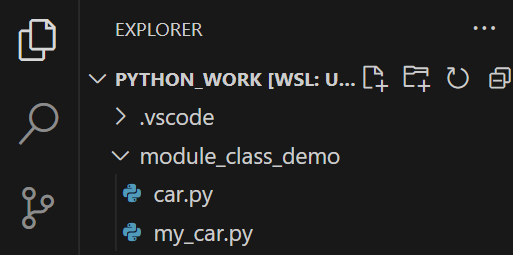 EXPLORER
PYTHON_WORK [WSL: U...
.vscode
module_class_demo
car.py
my_car.py